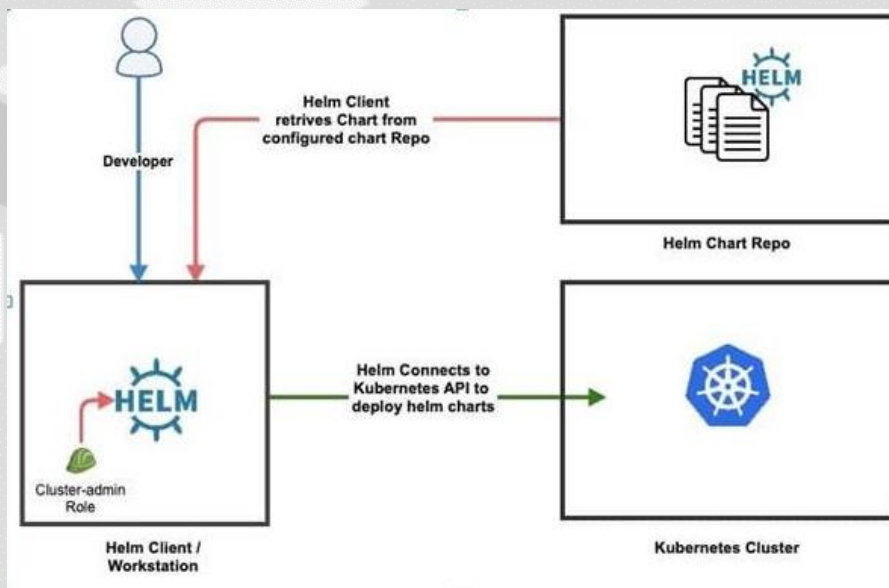 HELM
Helm Client
retrives Chart from
configured chart Repo
Developer
Helm Chart Repo
HELM
Helm Connects to
Kubernetes API to
deploy helm charts
Cluster-admin
Role
Helm Client /
Workstation
Kubernetes Cluster